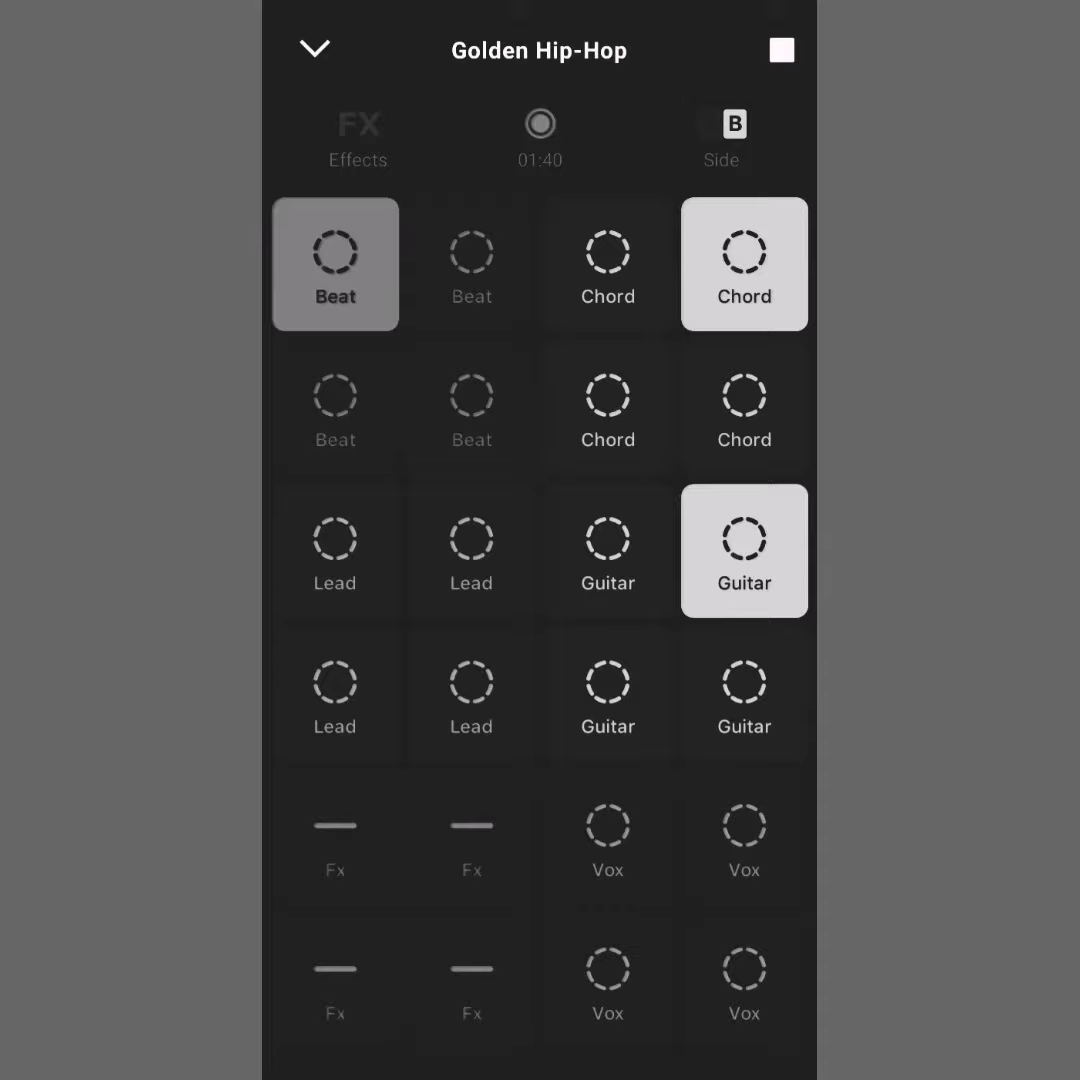 Golden Hip-Hop
FX
B
Effects
01:40
Side
Beat
Beat
Chord
Chord
Beat
Beat
Chord
Chord
Lead
Lead
Guitar
Guitar
Lead
Lead
Guitar
Guitar
Fx
Fx
Vox
Vox
Fx
Fx
Vox
Vox